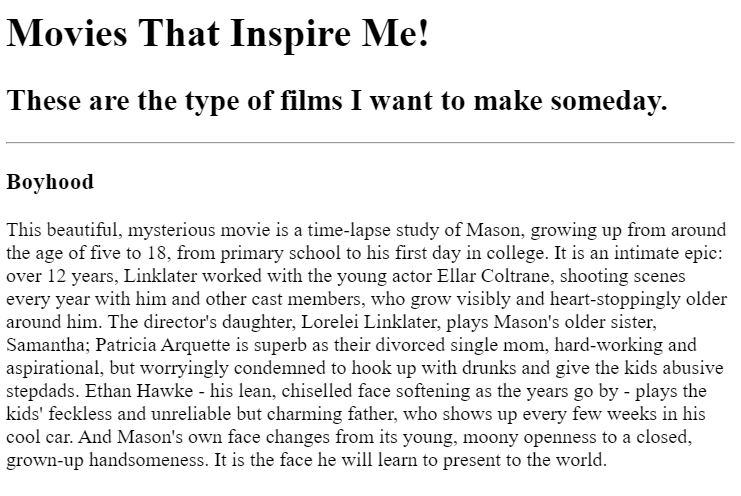 Movies That Inspire Me!
These are the type of films I want to make someday.
Boyhood
This beautiful, mysterious movie is a time-lapse study of Mason, growing up from around
the age of five to 18, from primary school to his first day in college. It is an intimate epic:
over 12 years, Linklater worked with the young actor Ellar Coltrane, shooting scenes
every year with him and other cast members, who grow visibly and heart-stoppingly older
around him. The director's daughter, Lorelei Linklater, plays Mason's older sister,
Samantha; Patricia Arquette is superb as their divorced single mom, hard-working and
aspirational, but worryingly condemned to hook up with drunks and give the kids abusive
stepdads. Ethan Hawke - his lean, chiselled face softening as the years go by - plays the
kids' feckless and unreliable but charming father, who shows up every few weeks in his
cool car. And Mason's own face changes from its young, moony openness to a closed,
grown-up handsomeness. It is the face he will learn to present to the world.